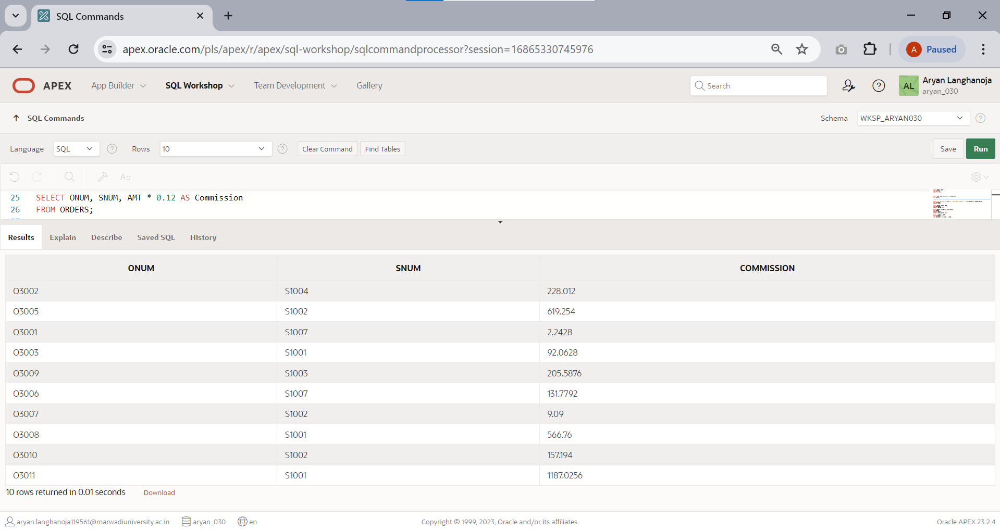 SQL Commands
apex.oracle.com/pls/apex/r/apex/sql-workshop/sqlcommandprocessor?session=16865330745976
A Paused
APEX App Builder SQL Workshop Team Development Gallery Search AL Aryan Langhanoja
aryan_030
SQL Commands Schema WKSP_ARYAN030 ?
Language SQL ? Rows 10 ? Clear Command Find Tables Save Run
25 SELECT ONUM, SNUM, AMT * 0.12 AS Commission
26 FROM ORDERS;
Results Explain Describe Saved SQL History
ONUM SNUM COMMISSION
O3002 S1004 228.012
O3005 S1002 619.254
O3001 S1007 2.2428
O3003 S1001 92.0628
O3009 S1003 205.5876
O3006 S1007 131.7792
O3007 S1002 9.09
O3008 S1001 566.76
O3010 S1002 157.194
O3011 S1001 1187.0256
10 rows returned in 0.01 seconds Download
aryan.langhanoja119561@marwadiuniversity.ac.in aryan_030 en Copyright © 1999, 2023, Oracle and/or its affiliates. Oracle APEX 23.2.4